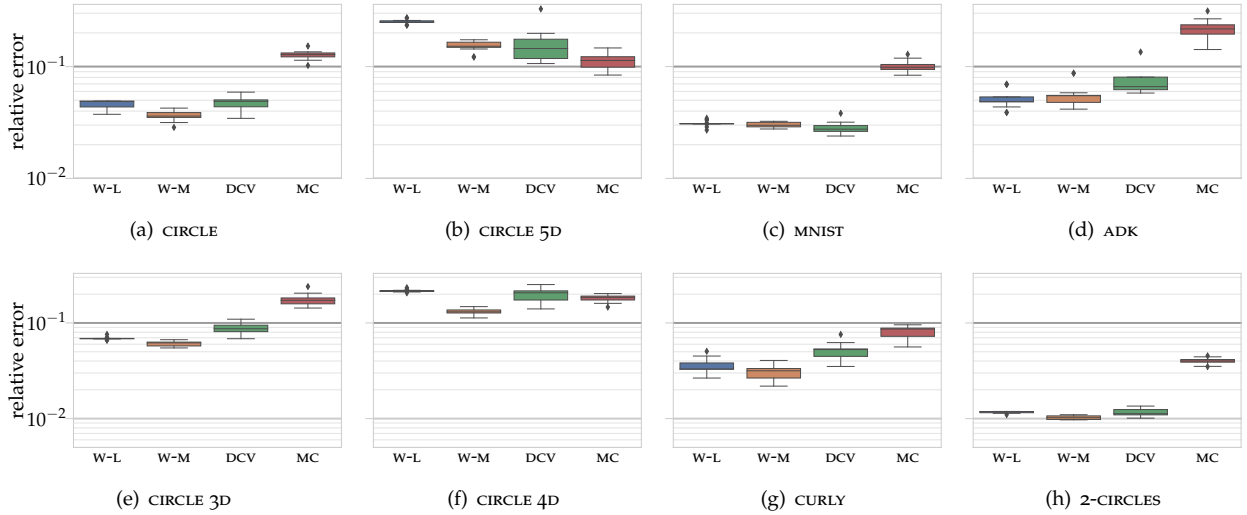 relative error
10⁻¹
10⁻²
W-L W-M DCV MC
W-L W-M DCV MC
W-L W-M DCV MC
W-L W-M DCV MC
(a) CIRCLE
(b) CIRCLE 5D
(c) MNIST
(d) ADK
relative error
10⁻¹
10⁻²
W-L W-M DCV MC
W-L W-M DCV MC
W-L W-M DCV MC
W-L W-M DCV MC
(e) CIRCLE 3D
(f) CIRCLE 4D
(g) CURLY
(h) 2-CIRCLES